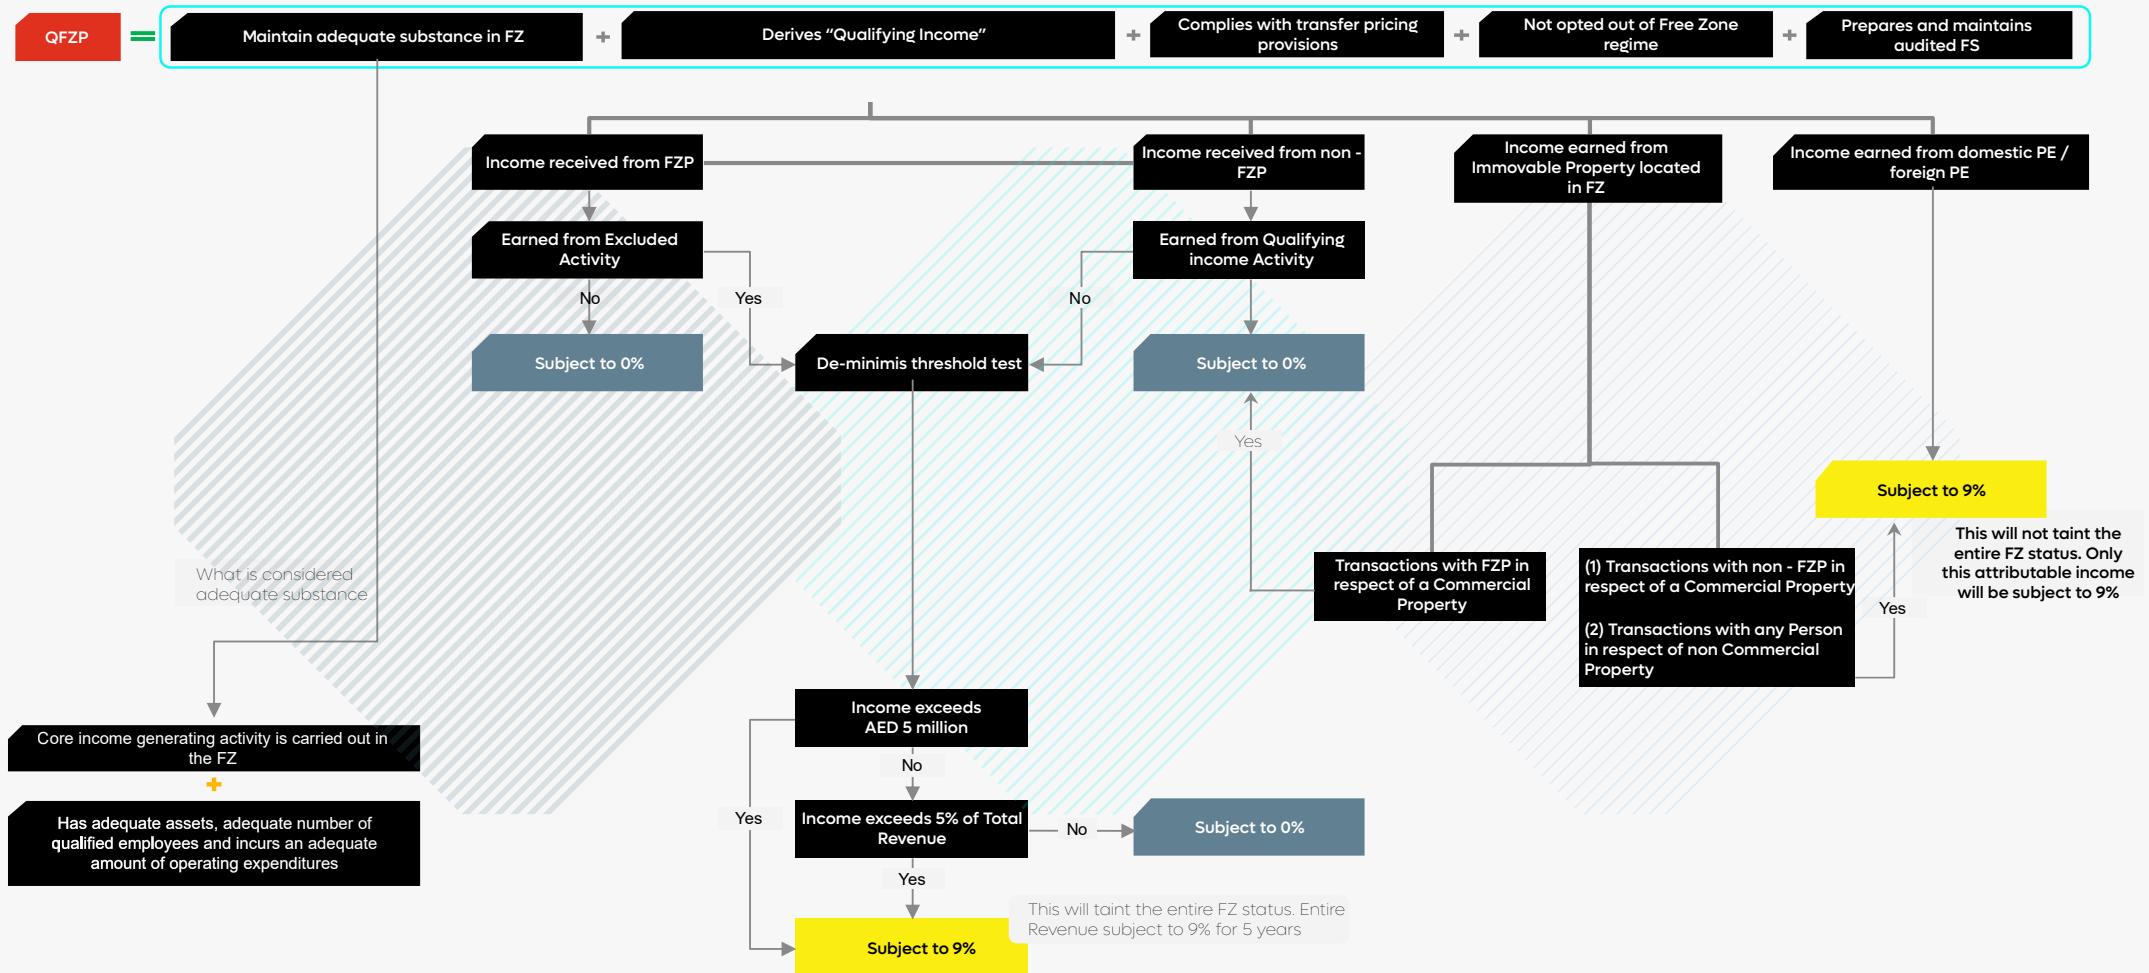 QFZP
Maintain adequate substance in FZ
+
Derives “Qualifying Income”
+
Complies with transfer pricing
provisions
+
Not opted out of Free Zone
regime
+
Prepares and maintains
audited FS
Income received from FZP
Income received from non -
FZP
Income earned from
Immovable Property located
in FZ
Income earned from domestic PE /
foreign PE
Earned from Excluded
Activity
Earned from Qualifying
income Activity
No
Yes
No
Subject to 0%
De-minimis threshold test
Subject to 0%
Yes
Subject to 9%
This will not taint the
entire FZ status. Only
this attributable income
will be subject to 9%
Transactions with FZP in
respect of a Commercial
Property
(1) Transactions with non - FZP in
respect of a Commercial Property
(2) Transactions with any Person
in respect of non Commercial
Property
Yes
What is considered
adequate substance
Core income generating activity is carried out in
the FZ
+
Has adequate assets, adequate number of
qualified employees and incurs an adequate
amount of operating expenditures
Income exceeds
AED 5 million
No
Yes
Income exceeds 5% of Total
Revenue
No
Subject to 0%
Yes
This will taint the entire FZ status. Entire
Revenue subject to 9% for 5 years
Subject to 9%